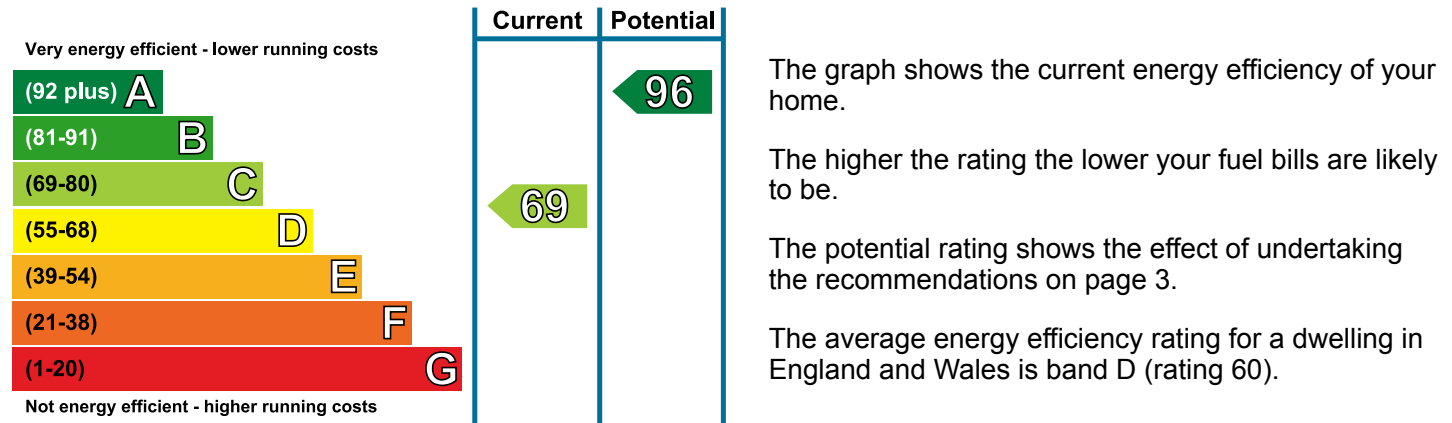 Current Potential
Very energy efficient - lower running costs
(92 plus) A
96
(81-91) B
(69-80) C
69
(55-68) D
(39-54) E
(21-38) F
(1-20) G
Not energy efficient - higher running costs
The graph shows the current energy efficiency of your
home.
The higher the rating the lower your fuel bills are likely
to be.
The potential rating shows the effect of undertaking
the recommendations on page 3.
The average energy efficiency rating for a dwelling in
England and Wales is band D (rating 60).